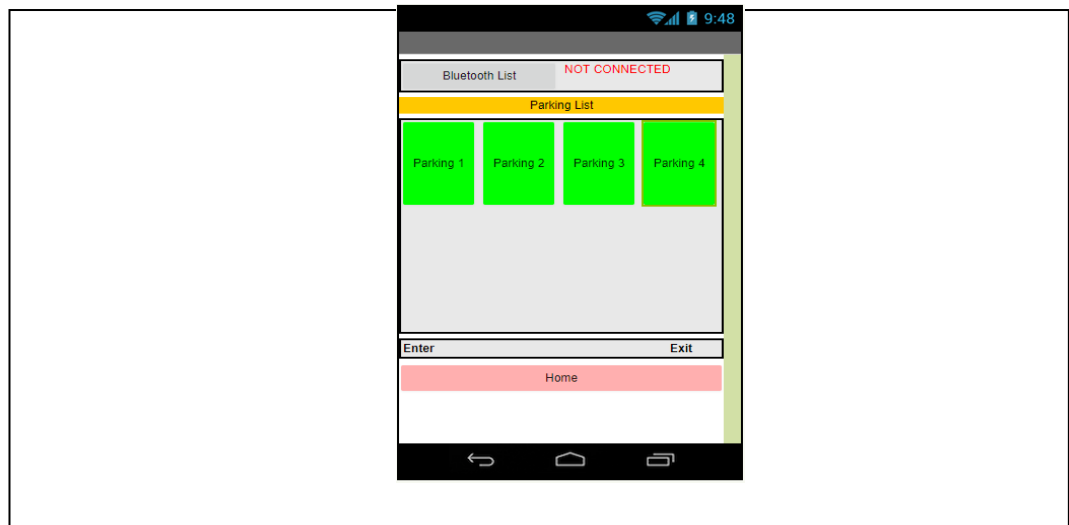 9:48
Bluetooth List NOT CONNECTED
Parking List
Parking 1 Parking 2 Parking 3 Parking 4
Enter Exit
Home